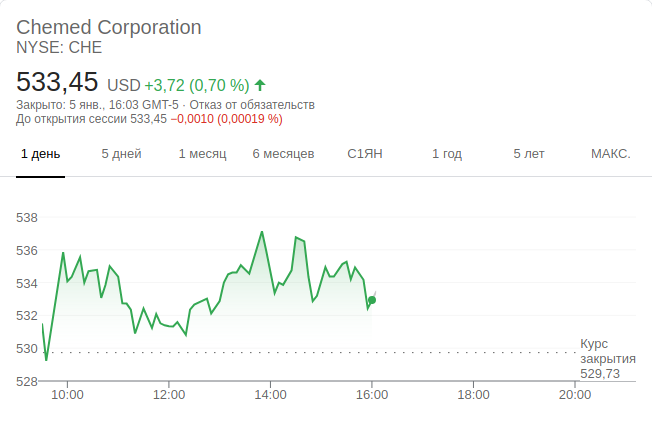 Chemed Corporation
NYSE: CHE
533,45 USD +3,72 (0,70 %)
Закрыто: 5 янв., 16:03 GMT-5 · Отказ от обязательств
До открытия сессии 533,45 −0,0010 (0,00019 %)
1 день 5 дней 1 месяц 6 месяцев С1ЯН 1 год 5 лет МАКС.
538
536
534
532
530
528
Курс
закрытия
529,73
10:00 12:00 14:00 16:00 18:00 20:00